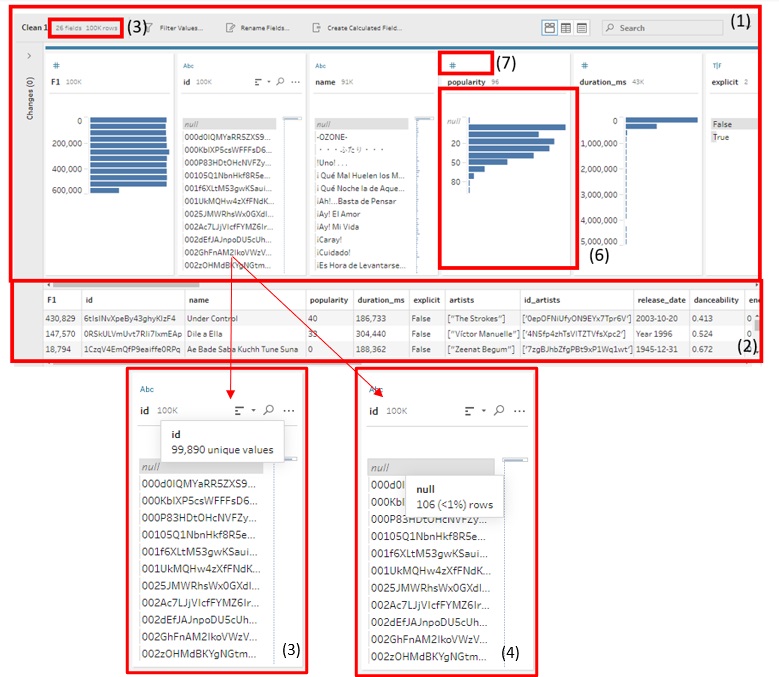 (1)
Clean 1 26 fields 100K rows (3) Filter Values... Rename Fields... Create Calculated Field... Search
Changes (0)
# Abc Abc # (7) # T|F
F1 100K id 100K name 91K popularity 96 duration_ms 43K explicit 2
0
200,000
400,000
600,000
null
000d0IQMYaRR5ZXS9...
000KblXP5csWFFFsD6...
000P83HDtOHcNVFZy...
00105Q1NbnHkf8R5e...
001f6XLtM53gwKSaui...
001UkMQHw4zXfFNdK...
0025JMWRhsWx0GXdl...
002Ac7LJjVIcfFYMZ6Ir...
002dEfJAJnpoDU5cUh...
002GhFnAM2IkoVWzV...
002zOHMdBKYgNGtm...
null
-OZONE-
・・・ふたり・・・
!Uno! . . .
¡ Qué Mal Huelen los M...
¡ Qué Noche la de Aque...
¡Ah!...Basta de Pensar
¡Ay! El Amor
¡Ay! Mi Vida
¡Caray!
¡Cuidado!
¡Es Hora de Levantarse...
null
20
50
80
(6)
0
1,000,000
2,000,000
3,000,000
4,000,000
5,000,000
False
True
F1 id name popularity duration_ms explicit artists id_artists release_date danceability
430,829 6tIsINvXpeBy43ghyKIzF4 Under Control 40 186,733 False ["The Strokes"] ['0epOFNiUfyON9EYx7Tpr6V'] 2003-10-20 0.413 0
147,570 0RSkULVmUvt7Rli7lxmEAp Dile a Ella 33 304,440 False ["Víctor Manuelle"] ['4N5fp4zhTsVITZTVfsXpc2'] Year 1996 0.524 0
18,794 1CzqV4EmQfP9eaiffe0RPq Ae Bade Saba Kuchh Tune Suna 0 188,362 False ["Zeenat Begum"] ['7zgBJhbZfgPBt9xP1Wq1wt'] 1945-12-31 0.672 0
(2)
Abc
id 100K
id
99,890 unique values
null
000d0IQMYaRR5ZXS9...
000KblXP5csWFFFsD6...
000P83HDtOHcNVFZy...
00105Q1NbnHkf8R5e...
001f6XLtM53gwKSaui...
001UkMQHw4zXfFNdK...
0025JMWRhsWx0GXdl...
002Ac7LJjVIcfFYMZ6Ir...
002dEfJAJnpoDU5cUh...
002GhFnAM2IkoVWzV...
002zOHMdBKYgNGtm...
(3)
Abc
id 100K
null
null
106 (<1%) rows
000P83HDtOHcNVFZy...
00105Q1NbnHkf8R5e...
001f6XLtM53gwKSaui...
001UkMQHw4zXfFNdK...
0025JMWRhsWx0GXdl...
002Ac7LJjVIcfFYMZ6Ir...
002dEfJAJnpoDU5cUh...
002GhFnAM2IkoVWzV...
002zOHMdBKYgNGtm...
(4)